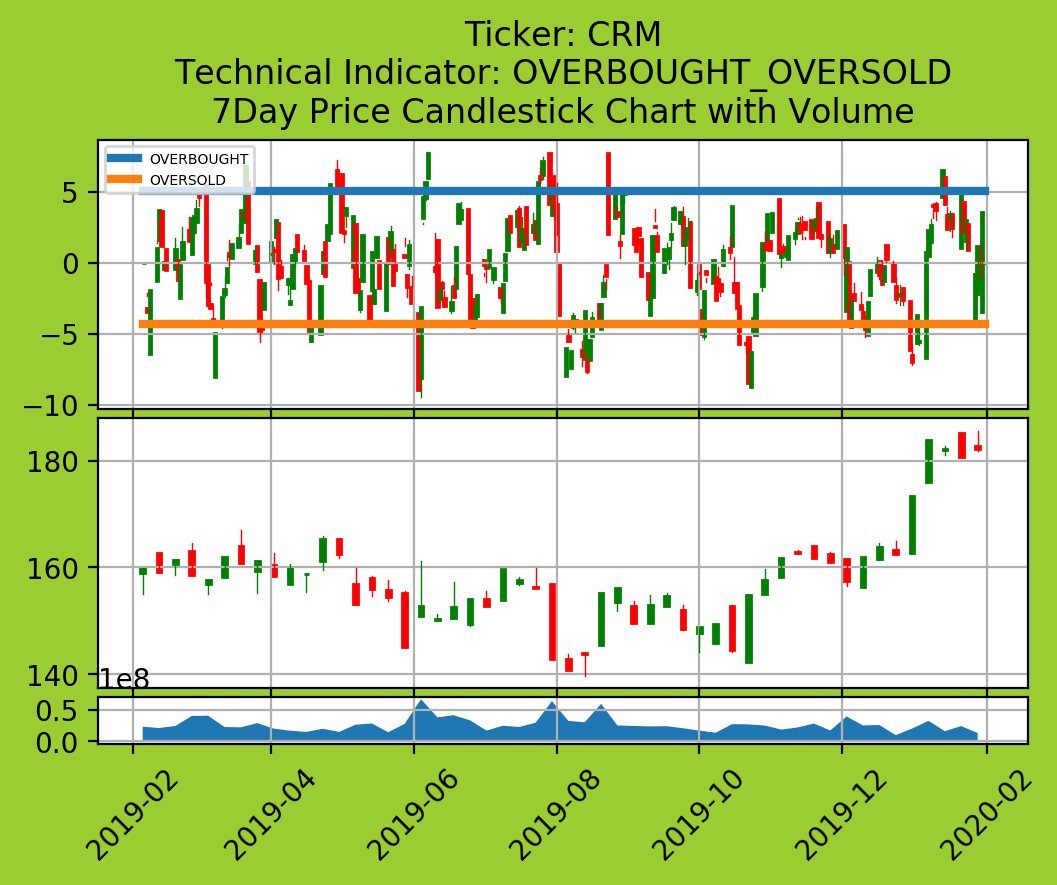 Ticker: CRM
Technical Indicator: OVERBOUGHT_OVERSOLD
7Day Price Candlestick Chart with Volume
OVERBOUGHT
OVERSOLD
5
0
−5
−10
180
160
140
1e8
0.5
0.0
2019-02
2019-04
2019-06
2019-08
2019-10
2019-12
2020-02